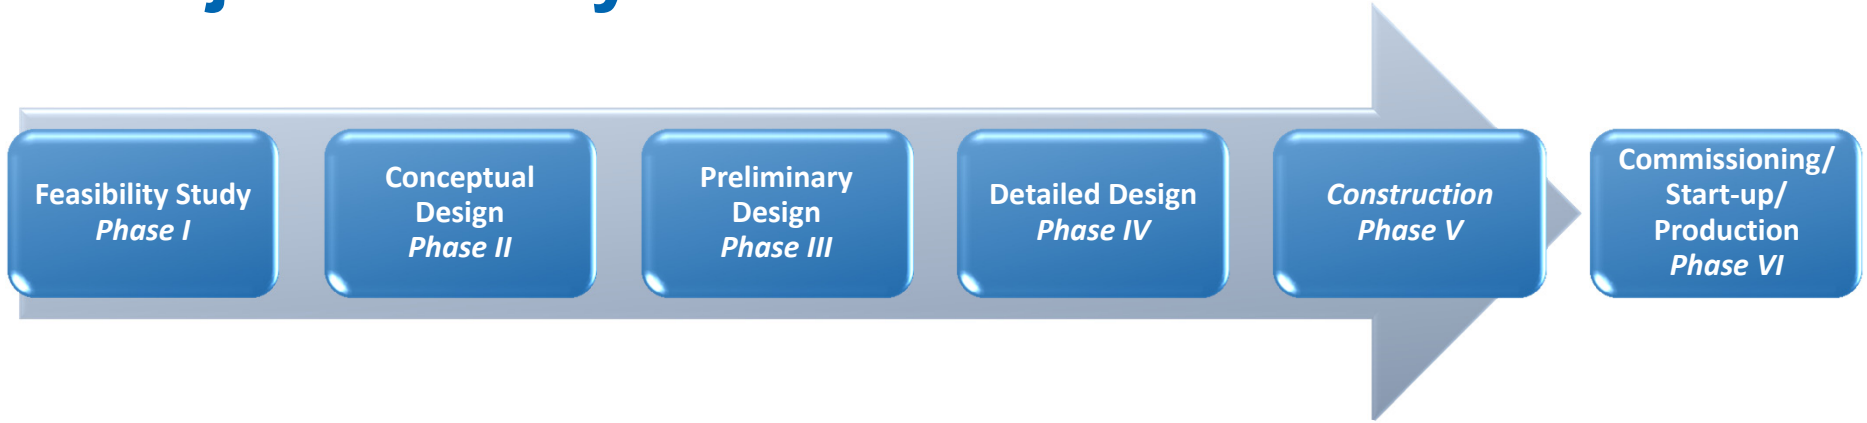 Feasibility Study
Phase I
Conceptual
Design
Phase II
Preliminary
Design
Phase III
Detailed Design
Phase IV
Construction
Phase V
Commissioning/
Start-up/
Production
Phase VI